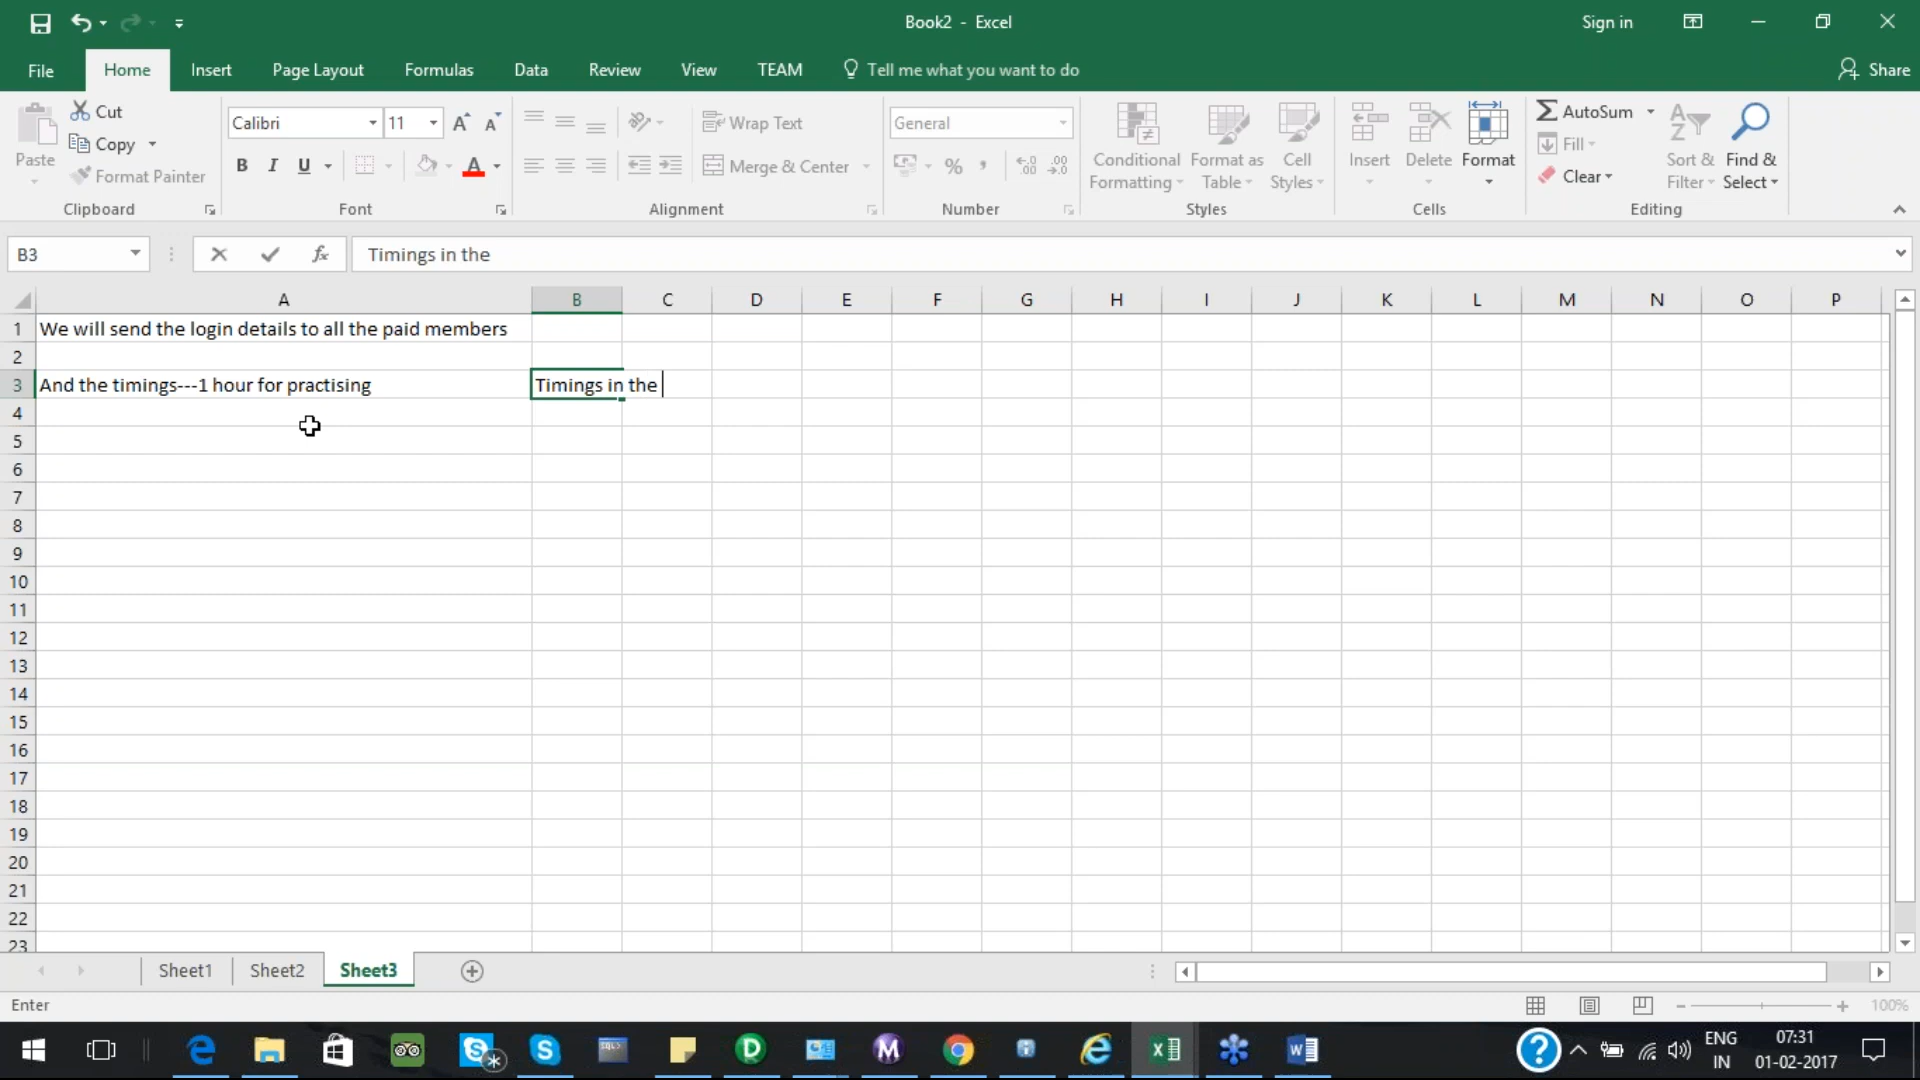 Book2 - Excel
Sign in
File
Home
Insert
Page Layout
Formulas
Data
Review
View
TEAM
Tell me what you want to do
Share
Paste
Cut
Copy
Format Painter
Clipboard
Calibri
11
B I U
A
Font
Wrap Text
Merge & Center
Alignment
General
%
Number
Conditional Formatting
Format as Table
Cell Styles
Styles
Insert
Delete
Format
Cells
AutoSum
Fill
Clear
Sort & Filter
Find & Select
Editing
B3
fx
Timings in the
A B C D E F G H I J K L M N O P
1 We will send the login details to all the paid members
2
3 And the timings---1 hour for practising Timings in the
4
5
6
7
8
9
10
11
12
13
14
15
16
17
18
19
20
21
22
23
Sheet1
Sheet2
Sheet3
Enter
100%
ENG
IN
07:31
01-02-2017